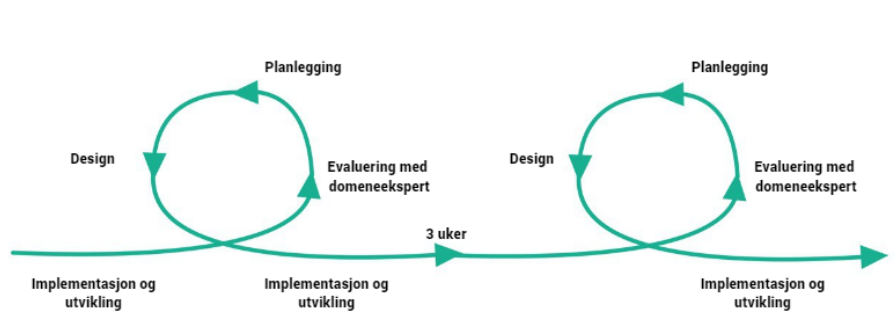 Planlegging
Planlegging
Design
Evaluering med
domeneekspert
Design
Evaluering med
domeneekspert
3 uker
Implementasjon og
utvikling
Implementasjon og
utvikling
Implementasjon og
utvikling